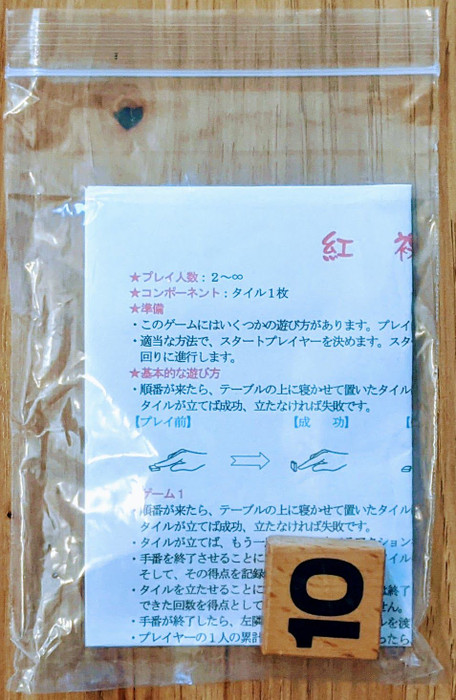 紅
★プレイ人数：２～∞
★コンポーネント：タイル１枚
★準備
・このゲームにはいくつかの遊び方があります。プレイ
・適当な方法で、スタートプレイヤーを決めます。スタ
回りに進行します。
★基本的な遊び方
・順番が来たら、テーブルの上に寝かせて置いたタイル
タイルが立てば成功、立たなければ失敗です。
【プレイ前】 【成 功】
ゲーム１
・順番が来たら、テーブルの上に寝かせて置いたタイル
タイルが立てば成功、立たなければ失敗です。
・タイルが立てば、もう一
・手番を終了させることに
そして、その得点を記録
・タイルを立たせることに は終了
できた回数を得点として せん。
・手番が終了したら、左隣 ルを渡
・プレイヤーの１人の累計 ったら、
10